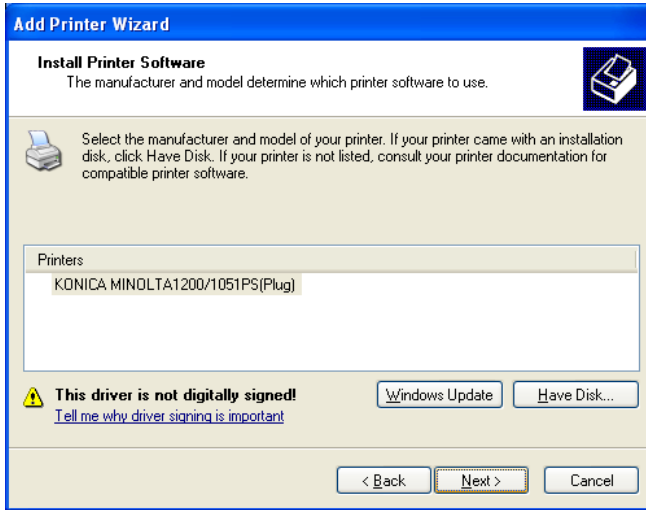 Add Printer Wizard
Install Printer Software
The manufacturer and model determine which printer software to use.
Select the manufacturer and model of your printer. If your printer came with an installation
disk, click Have Disk. If your printer is not listed, consult your printer documentation for
compatible printer software.
Printers
KONICA MINOLTA1200/1051PS(Plug)
This driver is not digitally signed!
Tell me why driver signing is important
Windows Update
Have Disk...
< Back
Next >
Cancel